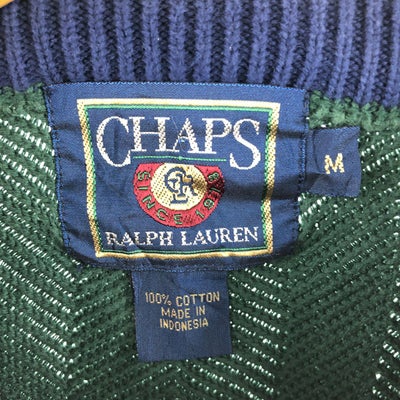 CHAPS
SINCE 1978
RALPH LAUREN
M
100% COTTON
MADE IN
INDONESIA